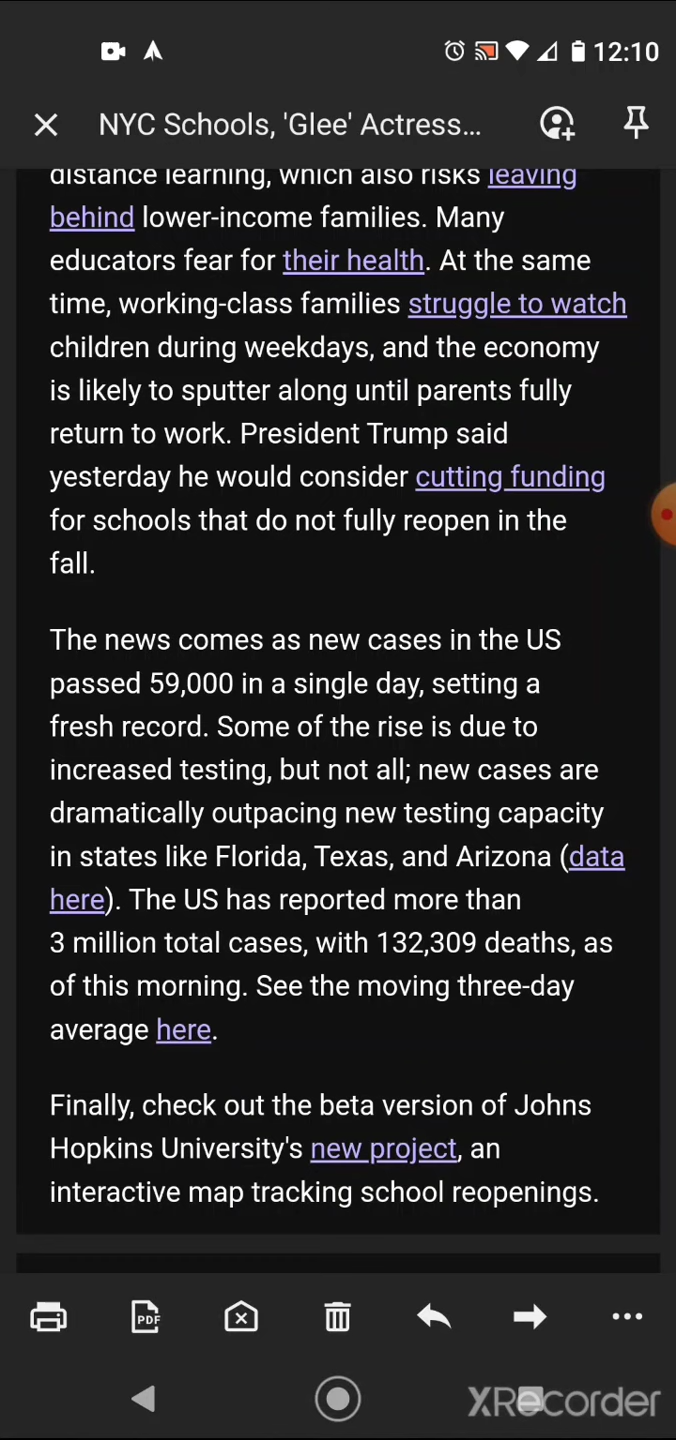 12:10
NYC Schools, 'Glee' Actress...
distance learning, which also risks leaving
behind lower-income families. Many
educators fear for their health. At the same
time, working-class families struggle to watch
children during weekdays, and the economy
is likely to sputter along until parents fully
return to work. President Trump said
yesterday he would consider cutting funding
for schools that do not fully reopen in the
fall.
The news comes as new cases in the US
passed 59,000 in a single day, setting a
fresh record. Some of the rise is due to
increased testing, but not all; new cases are
dramatically outpacing new testing capacity
in states like Florida, Texas, and Arizona (data
here). The US has reported more than
3 million total cases, with 132,309 deaths, as
of this morning. See the moving three-day
average here.
Finally, check out the beta version of Johns
Hopkins University's new project, an
interactive map tracking school reopenings.
PDF
XRecorder